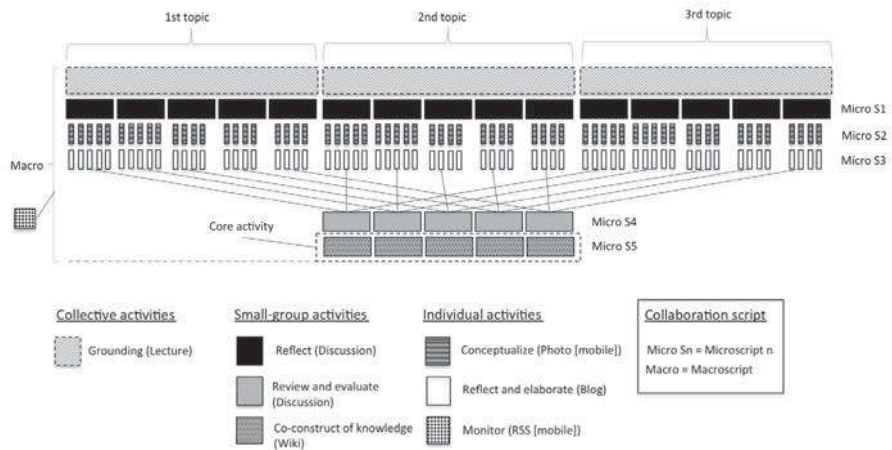 1st topic
2nd topic
3rd topic
Micro S1
Micro S2
Macro
Micro S3
Micro S4
Core activity
Micro S5
Collective activities
Small-group activities
Individual activities
Collaboration script
Grounding (Lecture)
Reflect (Discussion)
Conceptualize (Photo [mobile])
Micro Sn = Microscript n
Macro = Macroscript
Review and evaluate
(Discussion)
Reflect and elaborate (Blog)
Co-construct of knowledge
(Wiki)
Monitor (RSS [mobile])